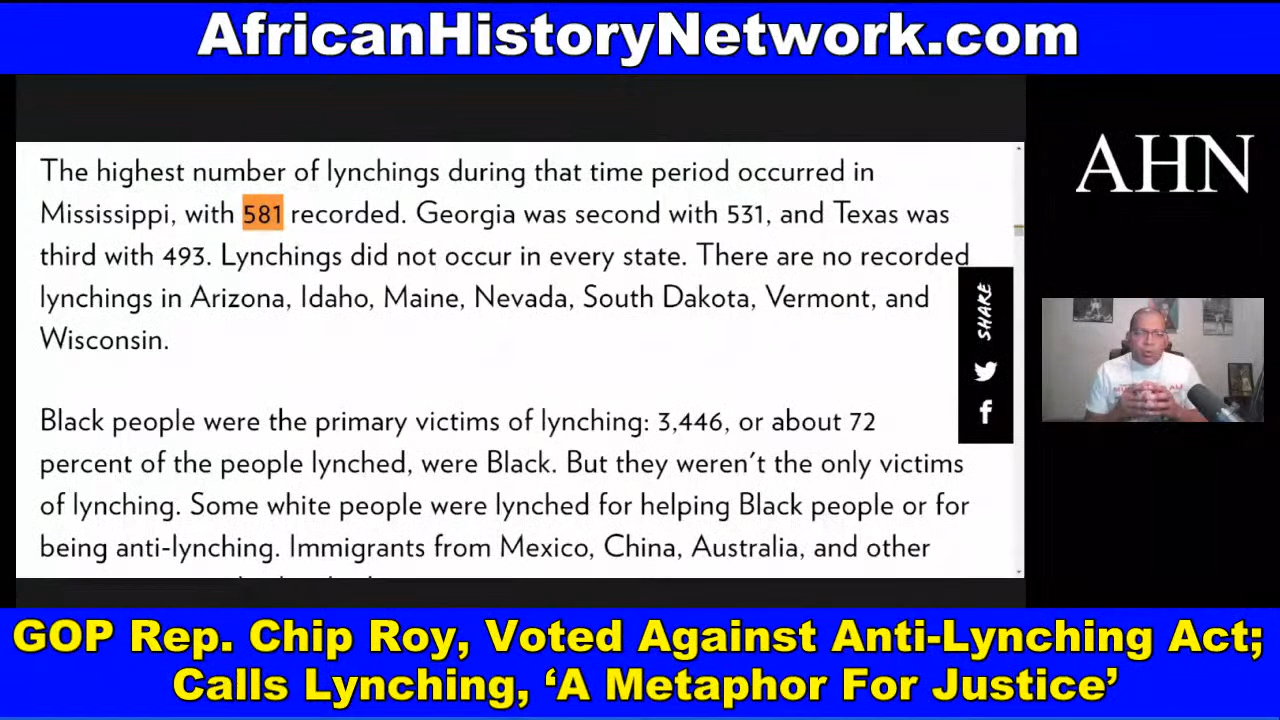 AfricanHistoryNetwork.com
The highest number of lynchings during that time period occurred in
Mississippi, with 581 recorded. Georgia was second with 531, and Texas was
third with 493. Lynchings did not occur in every state. There are no recorded
lynchings in Arizona, Idaho, Maine, Nevada, South Dakota, Vermont, and
Wisconsin.
Black people were the primary victims of lynching: 3,446, or about 72
percent of the people lynched, were Black. But they weren't the only victims
of lynching. Some white people were lynched for helping Black people or for
being anti-lynching. Immigrants from Mexico, China, Australia, and other
SHARE
AHN
GOP Rep. Chip Roy, Voted Against Anti-Lynching Act;
Calls Lynching, ‘A Metaphor For Justice’